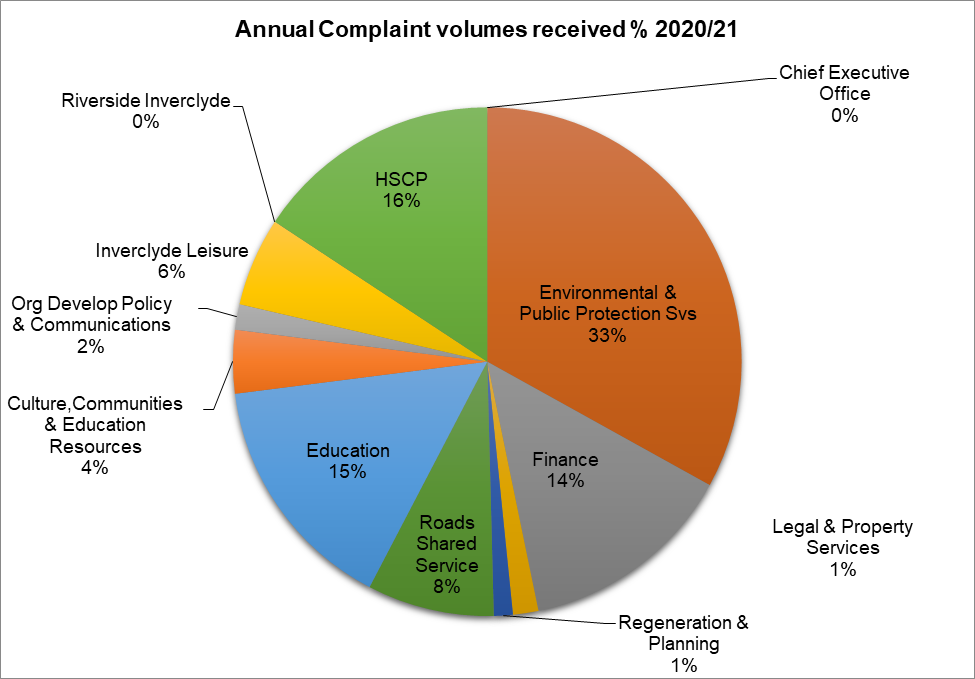 Annual Complaint volumes received % 2020/21
Chief Executive
Office
0%
Riverside Inverclyde
0%
HSCP
16%
Inverclyde Leisure
6%
Environmental &
Public Protection Svs
33%
Org Develop Policy
& Communications
2%
Culture,Communities
& Education
Resources
4%
Education
15%
Finance
14%
Roads
Shared
Service
8%
Legal & Property
Services
1%
Regeneration &
Planning
1%